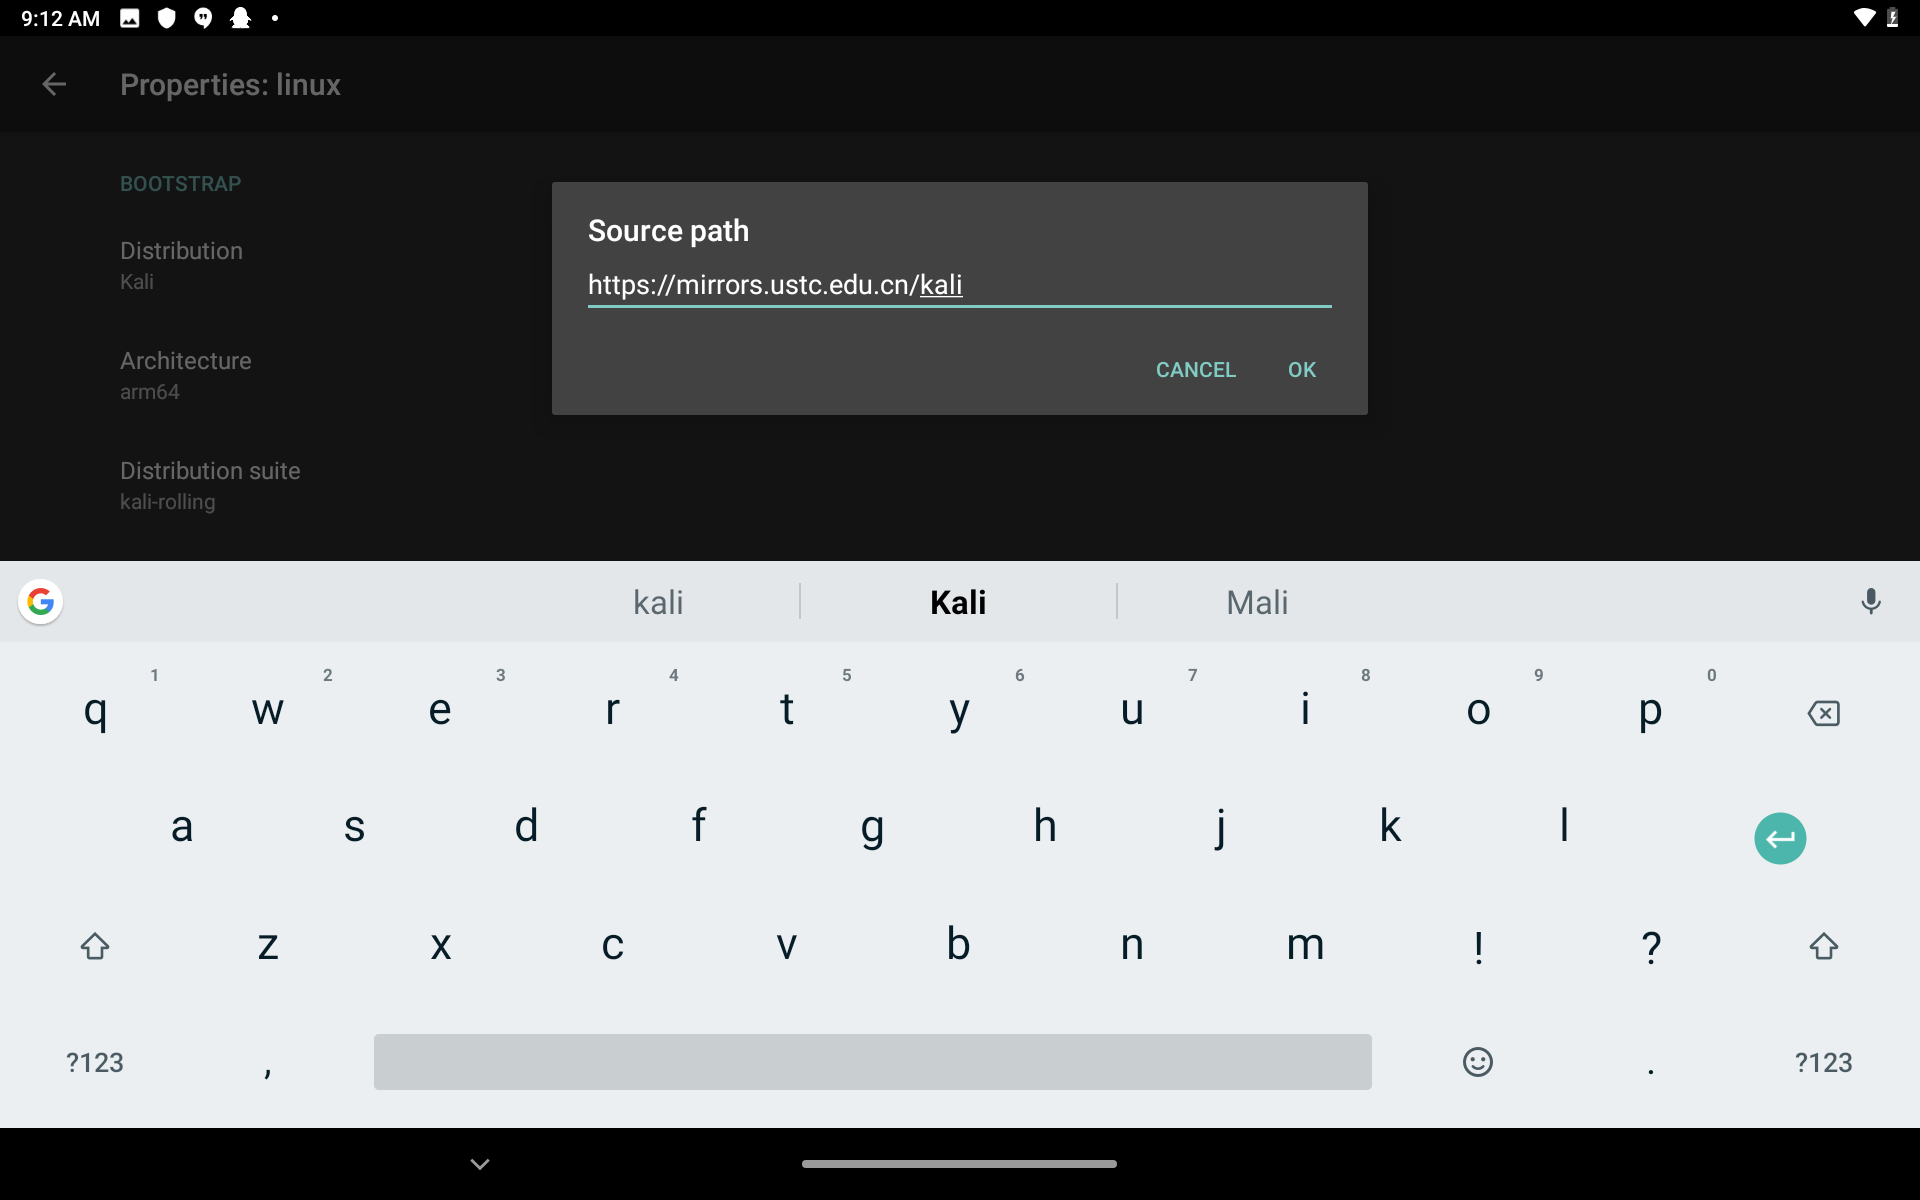 9:12 AM
Properties: linux
BOOTSTRAP
Distribution
Kali
Architecture
arm64
Distribution suite
kali-rolling
Source path
https://mirrors.ustc.edu.cn/kali
CANCEL OK
kali Kali Mali
1 2 3 4 5 6 7 8 9 0
q w e r t y u i o p
a s d f g h j k l
z x c v b n m ! ?
?123 , . ?123